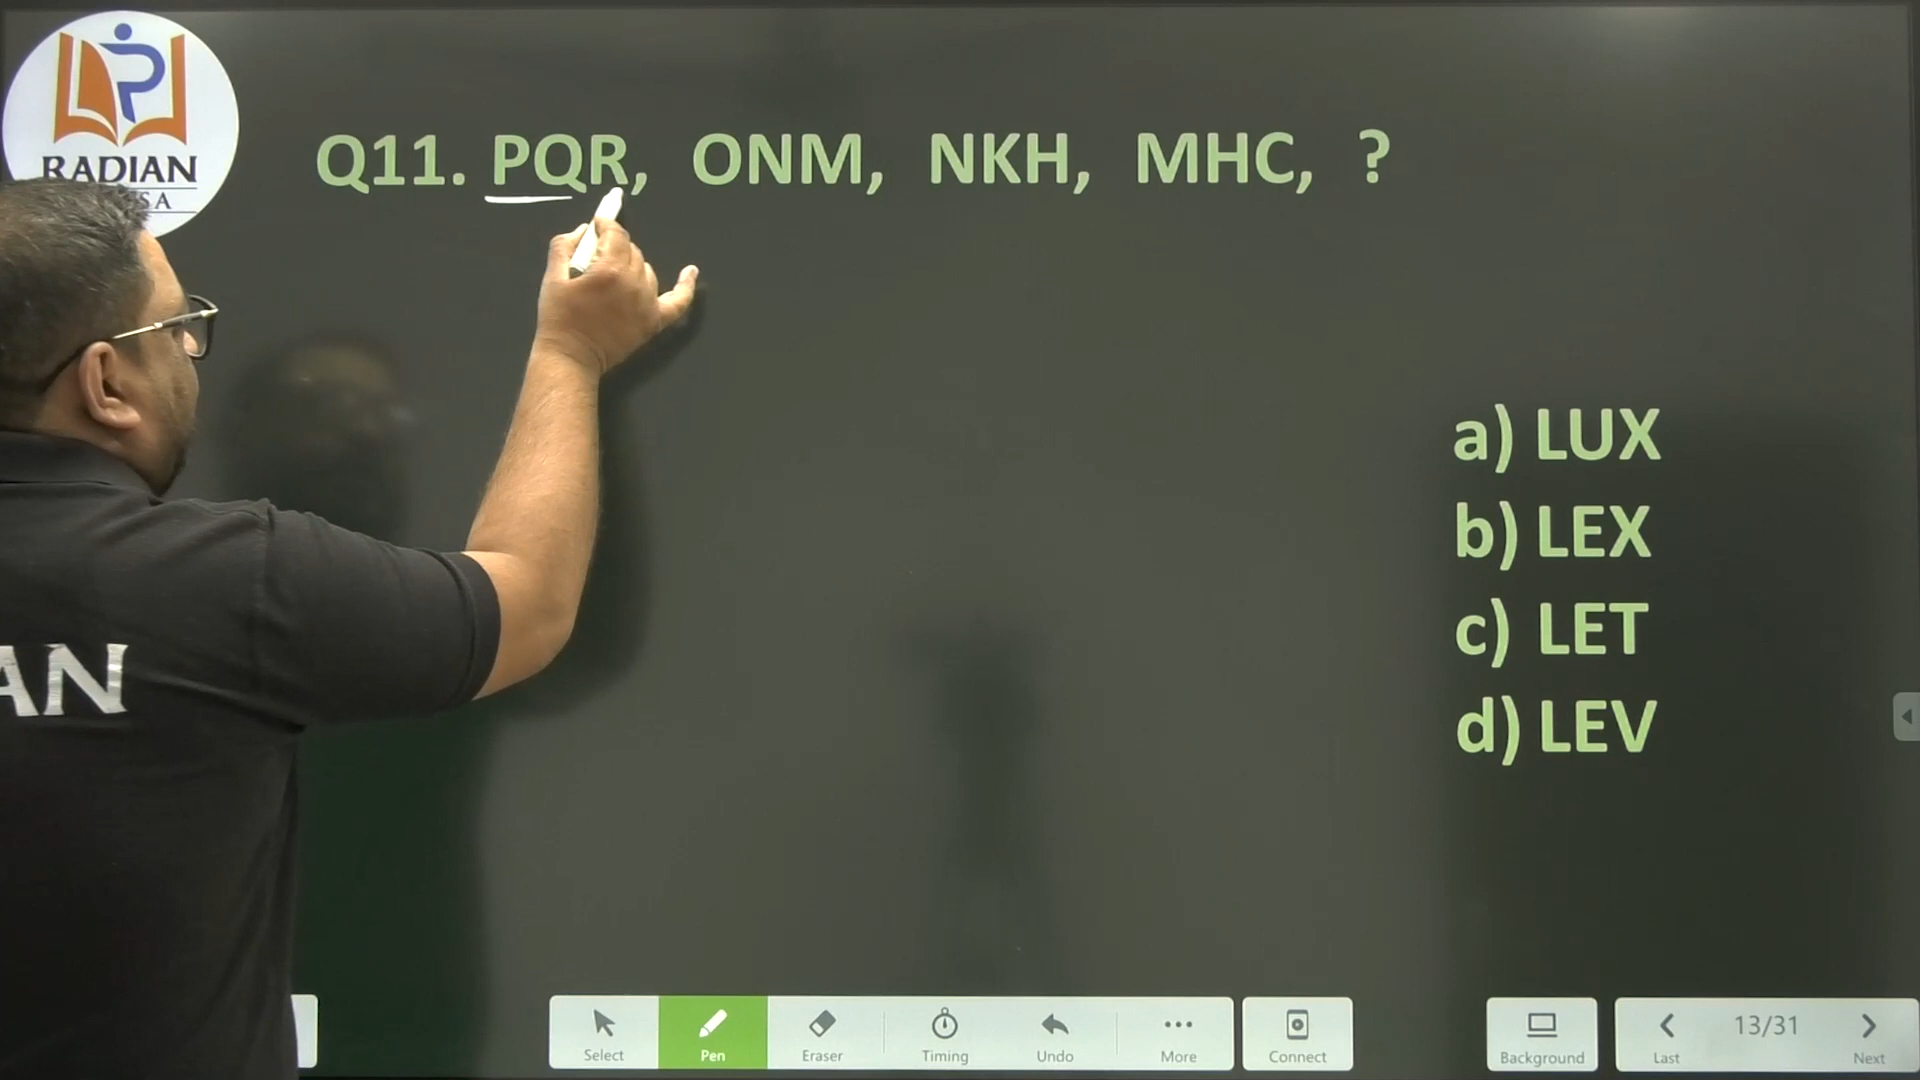 RADIAN
SA
Q11. PQR, ONM, NKH, MHC, ?
a) LUX
b) LEX
c) LET
d) LEV
AN
Select
Pen
Eraser
Timing
Undo
More
Connect
Background
Last
13/31
Next